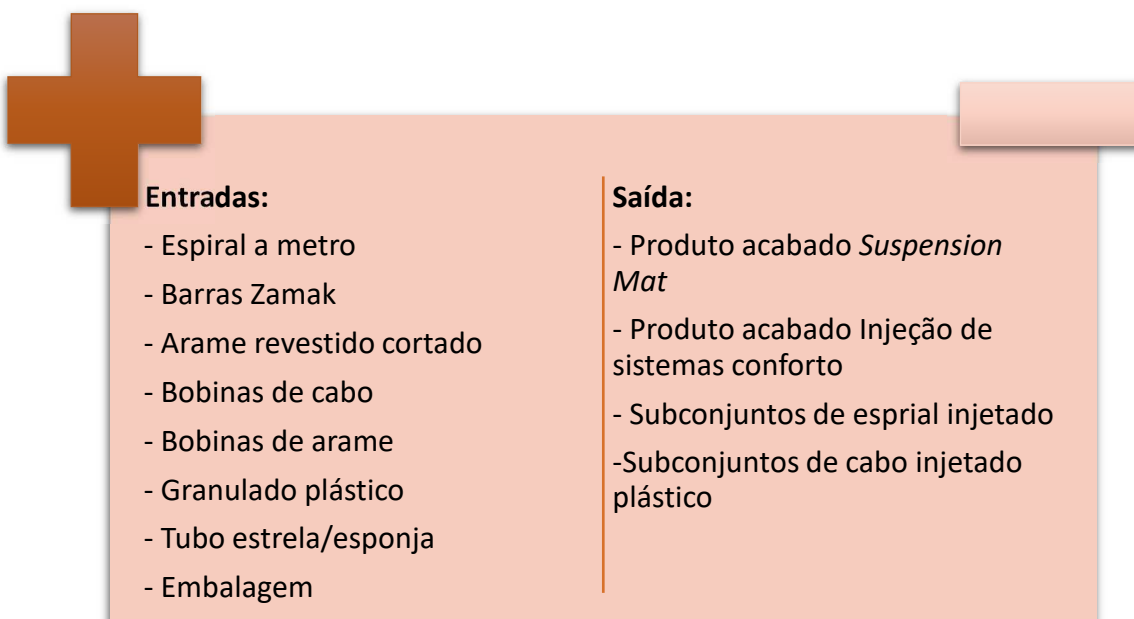 Entradas:
- Espiral a metro
- Barras Zamak
- Arame revestido cortado
- Bobinas de cabo
- Bobinas de arame
- Granulado plástico
- Tubo estrela/esponja
- Embalagem
Saída:
- Produto acabado Suspension
Mat
- Produto acabado Injeção de
sistemas conforto
- Subconjuntos de esprial injetado
-Subconjuntos de cabo injetado
plástico